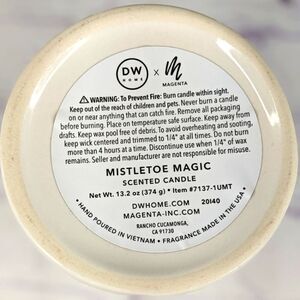 DW
HOME
x
M
MAGENTA
⚠ WARNING: To Prevent Fire: Burn candle within sight.
Keep out of the reach of children and pets. Never burn a candle
on or near anything that can catch fire. Remove all packaging
before burning. Place on temperature safe surface. Keep away from
drafts. Keep wax pool free of debris. To avoid overheating and sooting,
keep wick centered and trimmed to 1/4" at all times. Do not burn
more than 4 hours at a time. Discontinue use when 1/4" of wax
remains. Seller and manufacturer are not responsible for misuse.
MISTLETOE MAGIC
SCENTED CANDLE
Net Wt. 13.2 oz (374 g) • Item #7137-1UMT
DWHOME.COM 20I40
MAGENTA-INC.COM
RANCHO CUCAMONGA,
CA 91730
• HAND POURED IN VIETNAM • FRAGRANCE MADE IN THE USA •